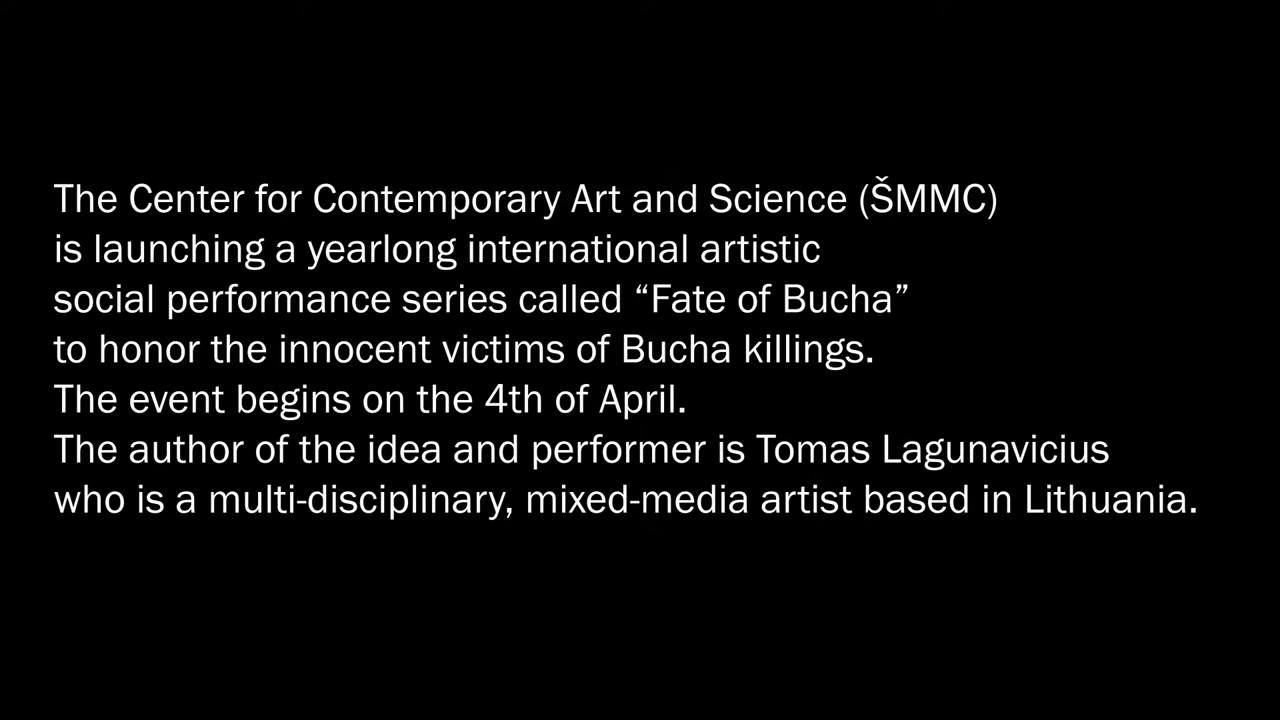 The Center for Contemporary Art and Science (ŠMMC)
is launching a yearlong international artistic
social performance series called “Fate of Bucha”
to honor the innocent victims of Bucha killings.
The event begins on the 4th of April.
The author of the idea and performer is Tomas Lagunavicius
who is a multi-disciplinary, mixed-media artist based in Lithuania.